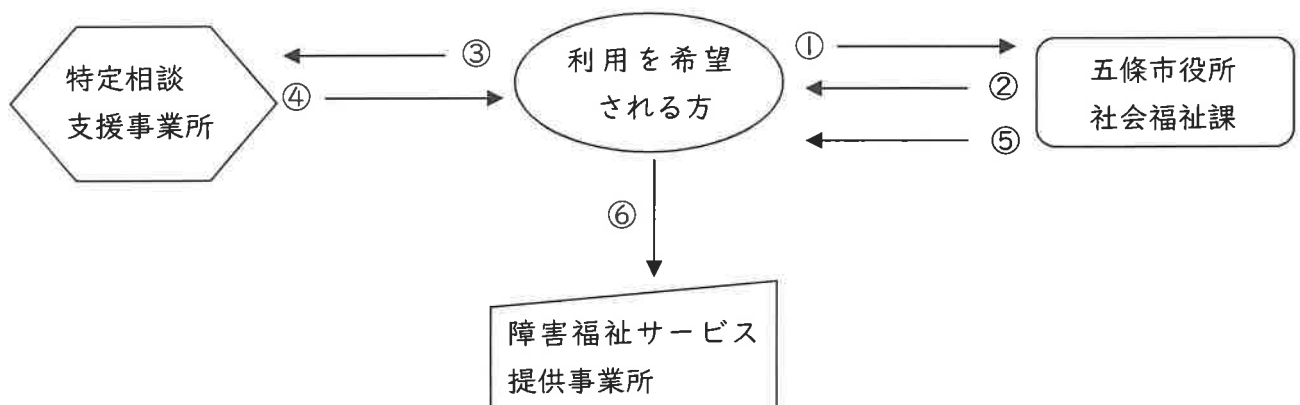 特定相談
支援事業所
③
④
利用を希望
される方
①
②
⑤
五條市役所
社会福祉課
⑥
障害福祉サービス
提供事業所